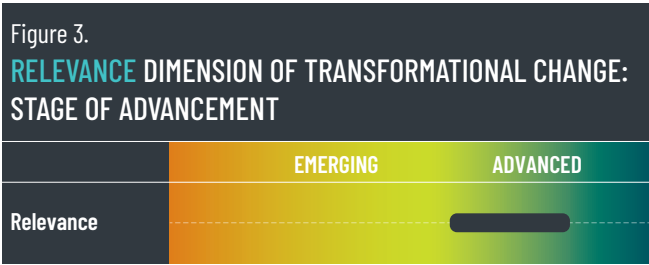 Figure 3.
RELEVANCE DIMENSION OF TRANSFORMATIONAL CHANGE:
STAGE OF ADVANCEMENT
EMERGING ADVANCED
Relevance